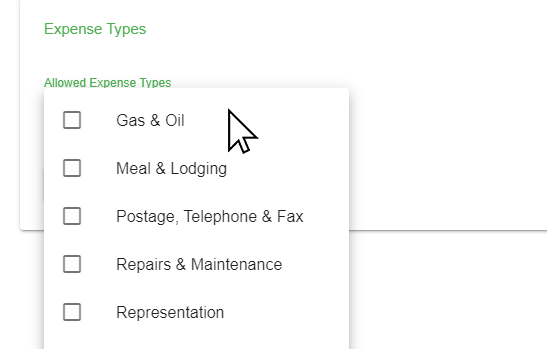 Expense Types
Allowed Expense Types
Gas & Oil
Meal & Lodging
Postage, Telephone & Fax
Repairs & Maintenance
Representation